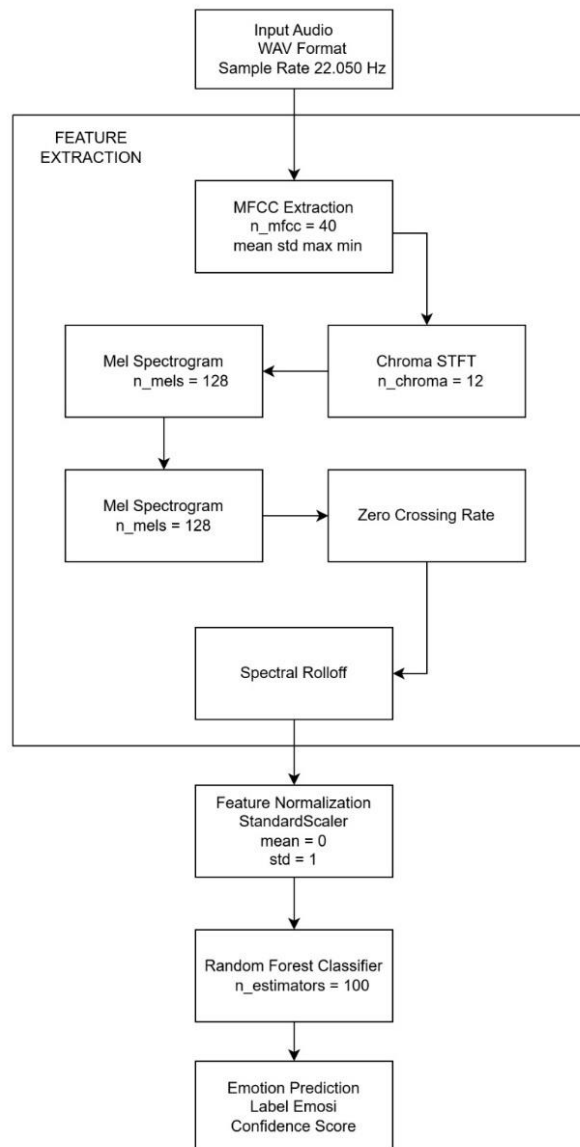 Input Audio
WAV Format
Sample Rate 22.050 Hz
FEATURE
EXTRACTION
MFCC Extraction
n_mfcc = 40
mean std max min
Chroma STFT
n_chroma = 12
Mel Spectrogram
n_mels = 128
Mel Spectrogram
n_mels = 128
Zero Crossing Rate
Spectral Rolloff
Feature Normalization
StandardScaler
mean = 0
std = 1
Random Forest Classifier
n_estimators = 100
Emotion Prediction
Label Emosi
Confidence Score